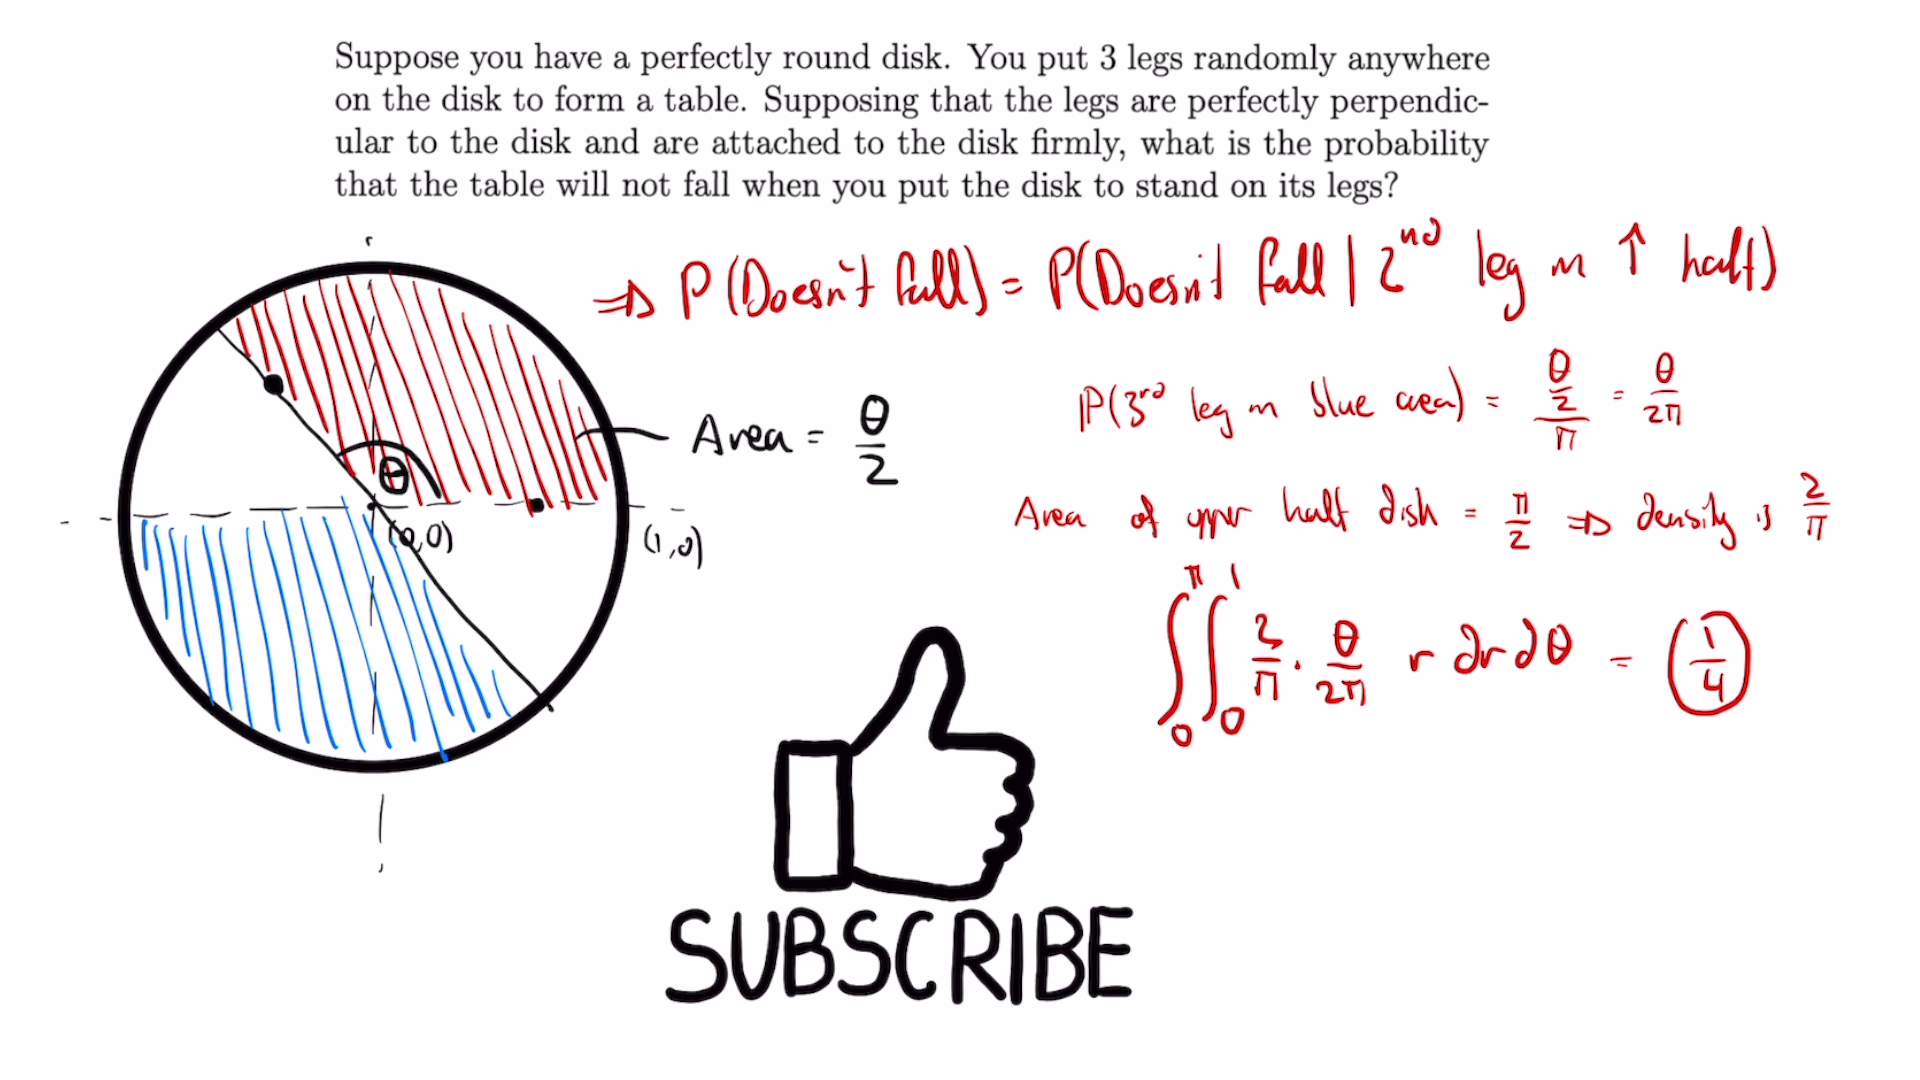 Suppose you have a perfectly round disk. You put 3 legs randomly anywhere
on the disk to form a table. Supposing that the legs are perfectly perpendic-
ular to the disk and are attached to the disk firmly, what is the probability
that the table will not fall when you put the disk to stand on its legs?
⇒ P(Doesn't fall) = P(Doesn't fall | 2nd leg in ↑ half)
P(3rd leg in blue area) = (θ/2)/π = θ/2π
Area = θ/2
θ
(0,0)
(1,0)
Area of upper half disk = π/2 ⇒ density is 2/π
∫₀^π ∫₀^1 2/π · θ/2π r dr dθ = 1/4
SUBSCRIBE